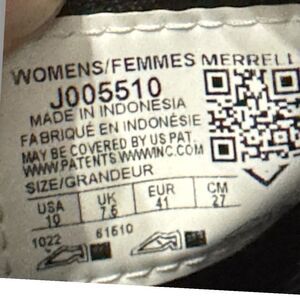 WOMENS/FEMMES MERRELL
J005510
MADE IN INDONESIA
FABRIQUÉ EN INDONÉSIE
MAY BE COVERED BY US PAT.
WWW.PATENTS WWWINC.COM
SIZE/GRANDEUR
USA UK EUR CM
10 7.5 41 27
1022 61610